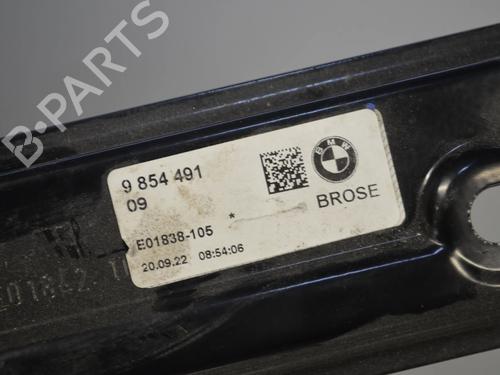 B-PARTS
9 854 491
09
BMW
BROSE
E01838-105 *
20.09.22 08:54:06